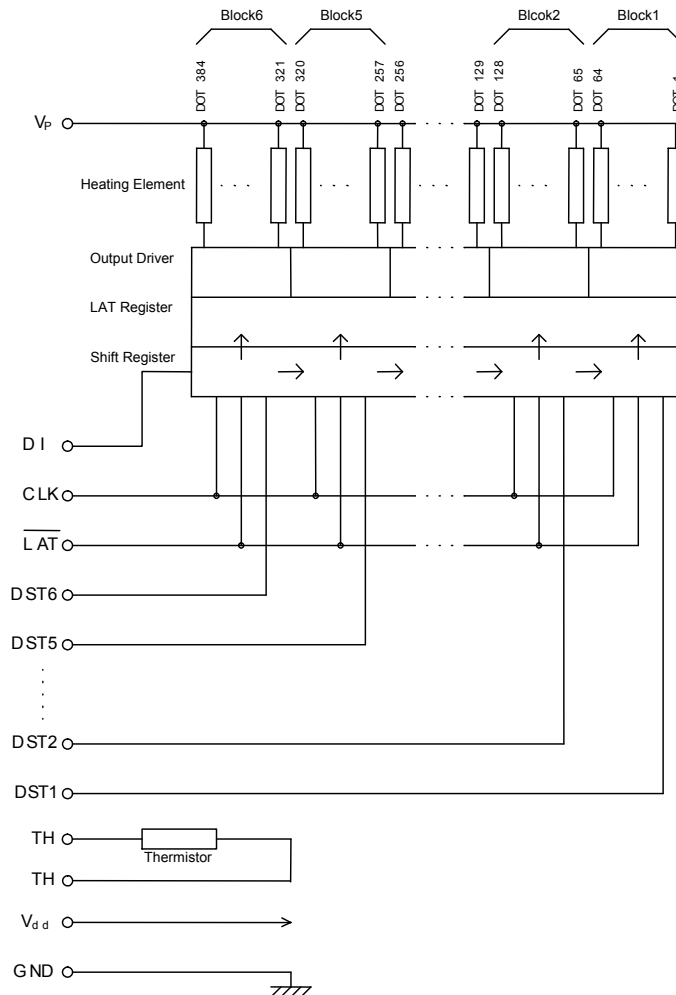 Block6 Block5 Blcok2 Block1
DOT 384 DOT 321 DOT 320 DOT 257 DOT 256 DOT 129 DOT 128 DOT 65 DOT 64 DOT
VP
Heating Element
Output Driver
LAT Register
Shift Register
DI
CLK
LAT
DST6
DST5
DST2
DST1
TH
Thermistor
TH
Vdd
GND